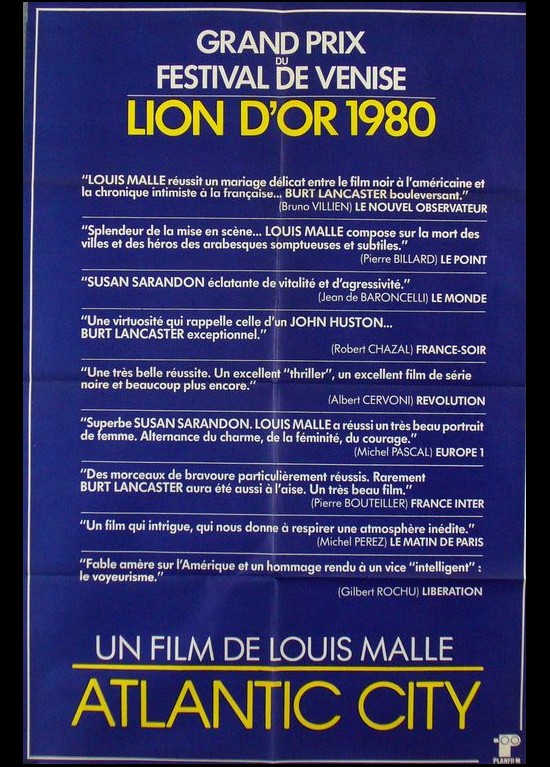 GRAND PRIX
DU
FESTIVAL DE VENISE
LION D'OR 1980
“LOUIS MALLE réussit un mariage délicat entre le film noir à l'américaine et
la chronique intimiste à la française... BURT LANCASTER bouleversant.”
(Bruno VILLIEN) LE NOUVEL OBSERVATEUR
“Splendeur de la mise en scène... LOUIS MALLE compose sur la mort des
villes et des héros des arabesques somptueuses et subtiles.”
(Pierre BILLARD) LE POINT
“SUSAN SARANDON éclatante de vitalité et d'agressivité.”
(Jean de BARONCELLI) LE MONDE
“Une virtuosité qui rappelle celle d'un JOHN HUSTON...
BURT LANCASTER exceptionnel.”
(Robert CHAZAL) FRANCE-SOIR
“Une très belle réussite. Un excellent “thriller”, un excellent film de série
noire et beaucoup plus encore.”
(Albert CERVONI) REVOLUTION
“Superbe SUSAN SARANDON. LOUIS MALLE a réussi un très beau portrait
de femme. Alternance du charme, de la féminité, du courage.”
(Michel PASCAL) EUROPE 1
“Des morceaux de bravoure particulièrement réussis. Rarement
BURT LANCASTER aura été aussi à l'aise. Un très beau film.”
(Pierre BOUTEILLER) FRANCE INTER
“Un film qui intrigue, qui nous donne à respirer une atmosphère inédite.”
(Michel PEREZ) LE MATIN DE PARIS
“Fable amère sur l'Amérique et un hommage rendu à un vice “intelligent” :
le voyeurisme.”
(Gilbert ROCHU) LIBERATION
UN FILM DE LOUIS MALLE
ATLANTIC CITY
PLANFILM